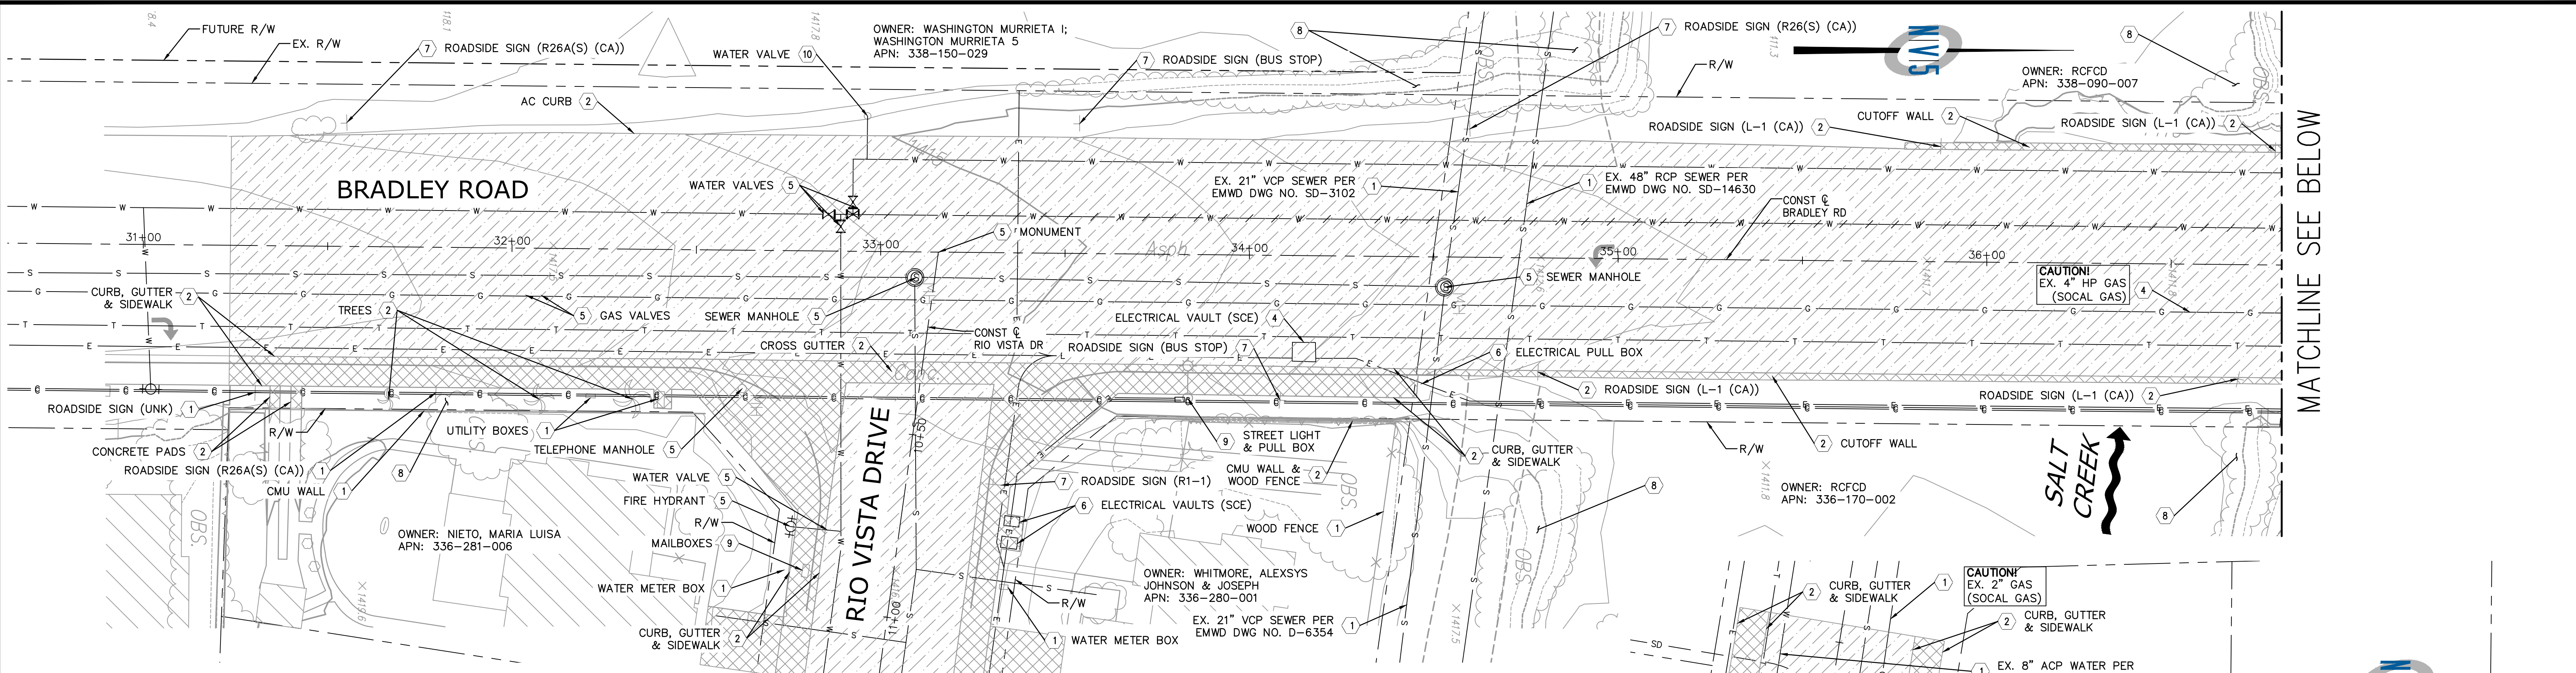 FUTURE R/W
EX. R/W
7 ROADSIDE SIGN (R26A(S) (CA))
WATER VALVE 10
OWNER: WASHINGTON MURRIETA I;
WASHINGTON MURRIETA 5
APN: 338-150-029
7 ROADSIDE SIGN (BUS STOP)
8
7 ROADSIDE SIGN (R26(S) (CA))
R/W
NV5
OWNER: RCFCD
APN: 338-090-007
8
AC CURB 2
ROADSIDE SIGN (L-1 (CA)) 2
CUTOFF WALL 2
ROADSIDE SIGN (L-1 (CA)) 2
MATCHLINE SEE BELOW
BRADLEY ROAD
WATER VALVES 5
EX. 21" VCP SEWER PER
EMWD DWG NO. SD-3102 1
1 EX. 48" RCP SEWER PER
EMWD DWG NO. SD-14630
CONST ℄
BRADLEY RD
31+00
32+00
33+00
34+00
35+00
36+00
5 MONUMENT
Asph
5 SEWER MANHOLE
CAUTION!
EX. 4" HP GAS
(SOCAL GAS) 4
CURB, GUTTER
& SIDEWALK 2
TREES 2
5 GAS VALVES
SEWER MANHOLE 5
ELECTRICAL VAULT (SCE) 4
CONST ℄
RIO VISTA DR
CROSS GUTTER 2
ROADSIDE SIGN (BUS STOP) 7
6 ELECTRICAL PULL BOX
Conc
2 ROADSIDE SIGN (L-1 (CA))
ROADSIDE SIGN (L-1 (CA)) 2
ROADSIDE SIGN (UNK) 1
R/W
UTILITY BOXES 1
CONCRETE PADS 2
TELEPHONE MANHOLE 5
ROADSIDE SIGN (R26A(S) (CA)) 1
8
CMU WALL 1
RIO VISTA DRIVE
10+50
11+00
9 STREET LIGHT
& PULL BOX
CMU WALL &
WOOD FENCE 2
2 CURB, GUTTER
& SIDEWALK
R/W
2 CUTOFF WALL
WATER VALVE 5
FIRE HYDRANT 5
R/W
MAILBOXES 9
WATER METER BOX 1
7 ROADSIDE SIGN (R1-1)
6 ELECTRICAL VAULTS (SCE)
WOOD FENCE 1
8
OWNER: RCFCD
APN: 336-170-002
SALT
CREEK
8
OWNER: NIETO, MARIA LUISA
APN: 336-281-006
OBS.
OBS.
OBS.
OBS.
OWNER: WHITMORE, ALEXSYS
JOHNSON & JOSEPH
APN: 336-280-001
R/W
CURB, GUTTER
& SIDEWALK 2
1 WATER METER BOX
EX. 21" VCP SEWER PER
EMWD DWG NO. D-6354 1
2 CURB, GUTTER
& SIDEWALK
1
CAUTION!
EX. 2" GAS
(SOCAL GAS)
2 CURB, GUTTER
& SIDEWALK
SD
1 EX. 8" ACP WATER PER